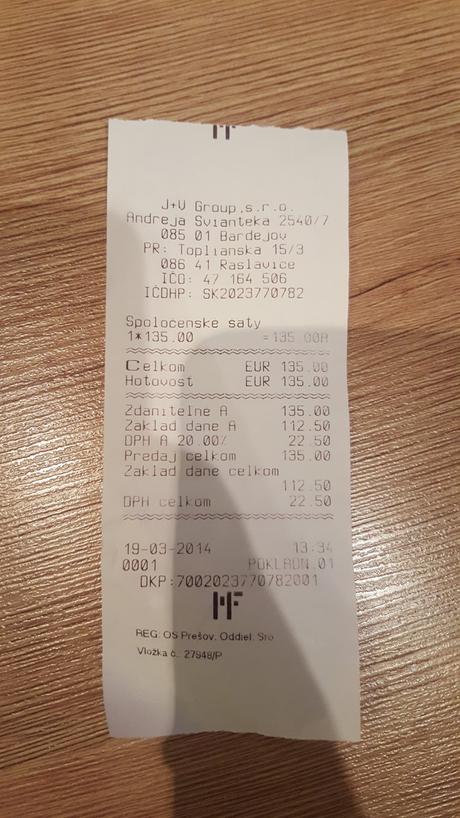 MF
J+V Group,s.r.o.
Andreja Svianteka 2540/7
085 01 Bardejov
PR: Toplianska 15/3
086 41 Raslavice
IČO: 47 164 506
IČDHP: SK2023770782
Spolocenske saty
1*135.00 =135.00A
Celkom EUR 135.00
Hotovost EUR 135.00
Zdanitelne A 135.00
Zaklad dane A 112.50
DPH A 20.00% 22.50
Predaj celkom 135.00
Zaklad dane celkom
112.50
DPH celkom 22.50
19-03-2014 13:34
0001 POKLADN.01
DKP:7002023770782001
MF
REG: OS Prešov, Oddiel: Sro
Vložka č. 27948/P